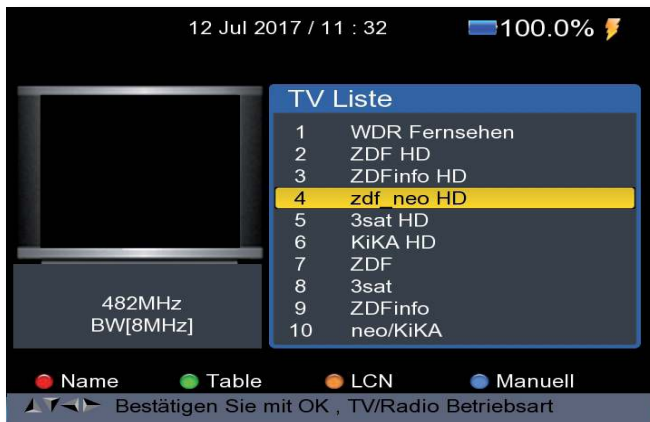 12 Jul 2017 / 11 : 32 100.0%
TV Liste
1 WDR Fernsehen
2 ZDF HD
3 ZDFinfo HD
4 zdf_neo HD
5 3sat HD
6 KiKA HD
7 ZDF
8 3sat
9 ZDFinfo
10 neo/KiKA
482MHz
BW[8MHz]
Name Table LCN Manuell
Bestätigen Sie mit OK , TV/Radio Betriebsart